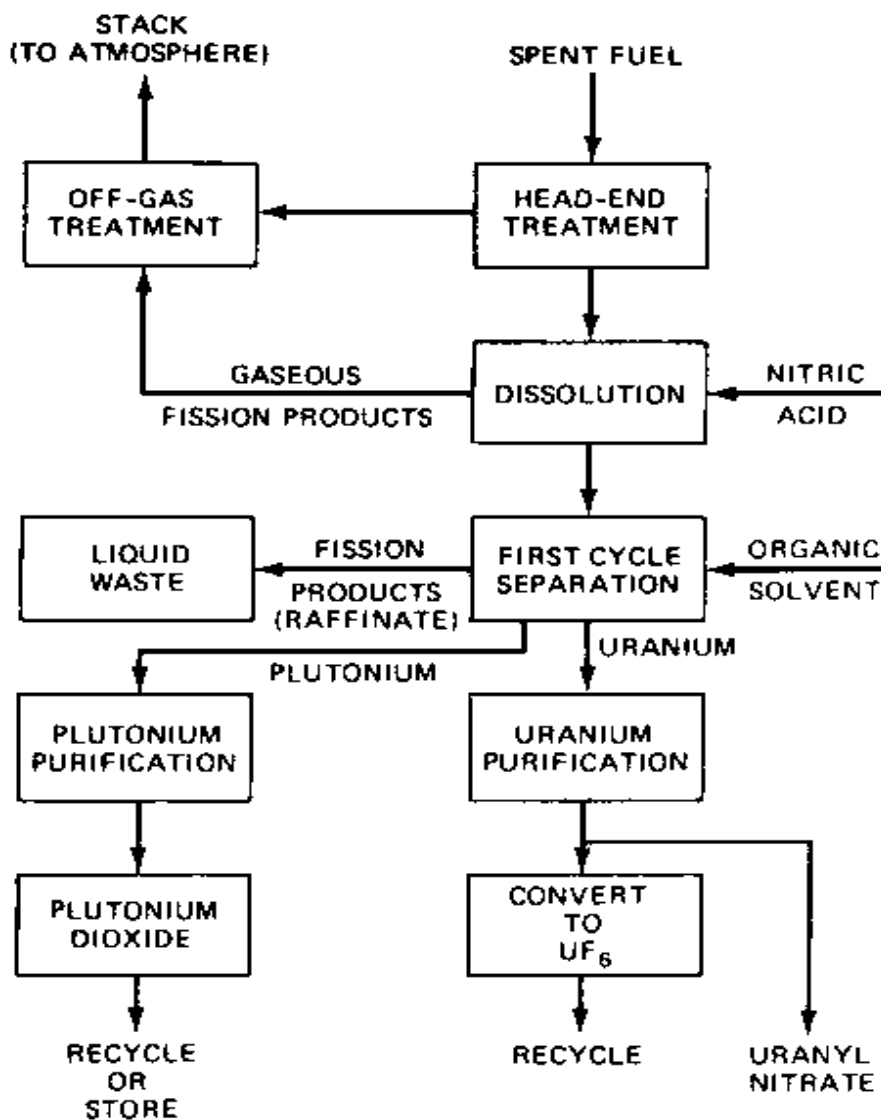 STACK
(TO ATMOSPHERE)
SPENT FUEL
OFF-GAS
TREATMENT
HEAD-END
TREATMENT
GASEOUS
FISSION PRODUCTS
DISSOLUTION
NITRIC
ACID
LIQUID
WASTE
FISSION
PRODUCTS
(RAFFINATE)
FIRST CYCLE
SEPARATION
ORGANIC
SOLVENT
PLUTONIUM
URANIUM
PLUTONIUM
PURIFICATION
URANIUM
PURIFICATION
PLUTONIUM
DIOXIDE
CONVERT
TO
UF₆
RECYCLE
OR
STORE
RECYCLE
URANYL
NITRATE